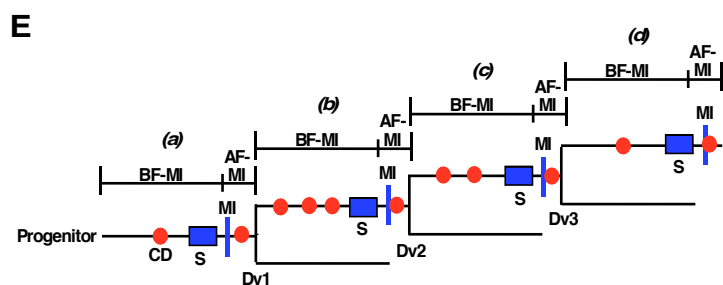 E
(a)
BF-MI
AF-
MI
(b)
BF-MI
AF-
MI
(c)
BF-MI
AF-
MI
(d)
BF-MI
AF-
MI
Progenitor
CD
S
MI
Dv1
S
MI
Dv2
S
MI
Dv3
S
MI